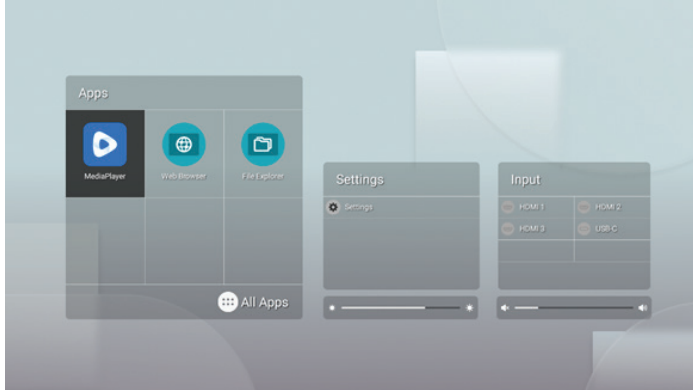 Apps
MediaPlayer
Web Browser
File Explorer
All Apps
Settings
Settings
Input
HDMI 1
HDMI 2
HDMI 3
USB-C